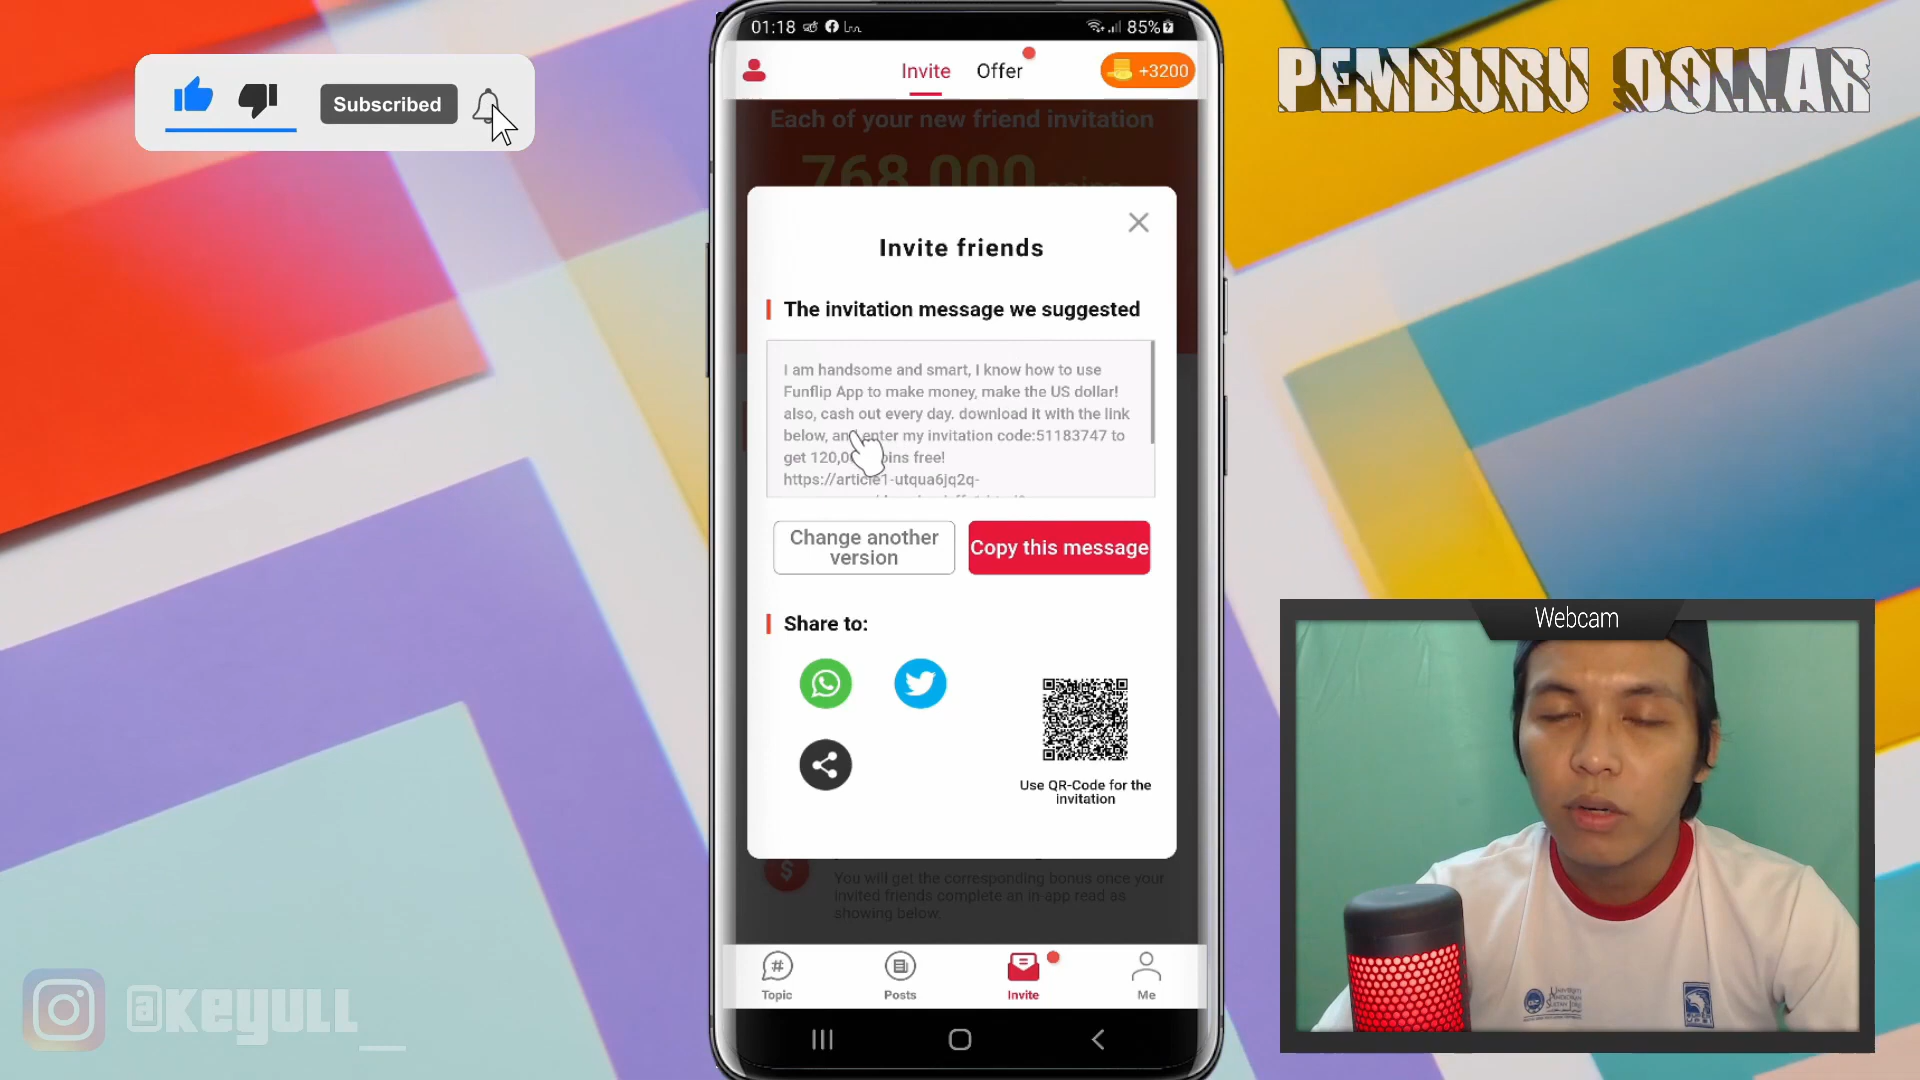 01:18
85%
Subscribed
PEMBURU DOLLAR
Invite
Offer
+3200
Each of your new friend invitation
768,000 coins
Invite friends
The invitation message we suggested
I am handsome and smart, I know how to use
Funflip App to make money, make the US dollar!
also, cash out every day. download it with the link
below, and enter my invitation code:51183747 to
get 120,0 oins free!
https://article1-utqua6jq2q-
Change another
version
Copy this message
Share to:
Use QR-Code for the
invitation
You will get the corresponding bonus once your
invited friends complete an in-app read as
showing below.
Topic
Posts
Invite
Me
Webcam
@keyull_